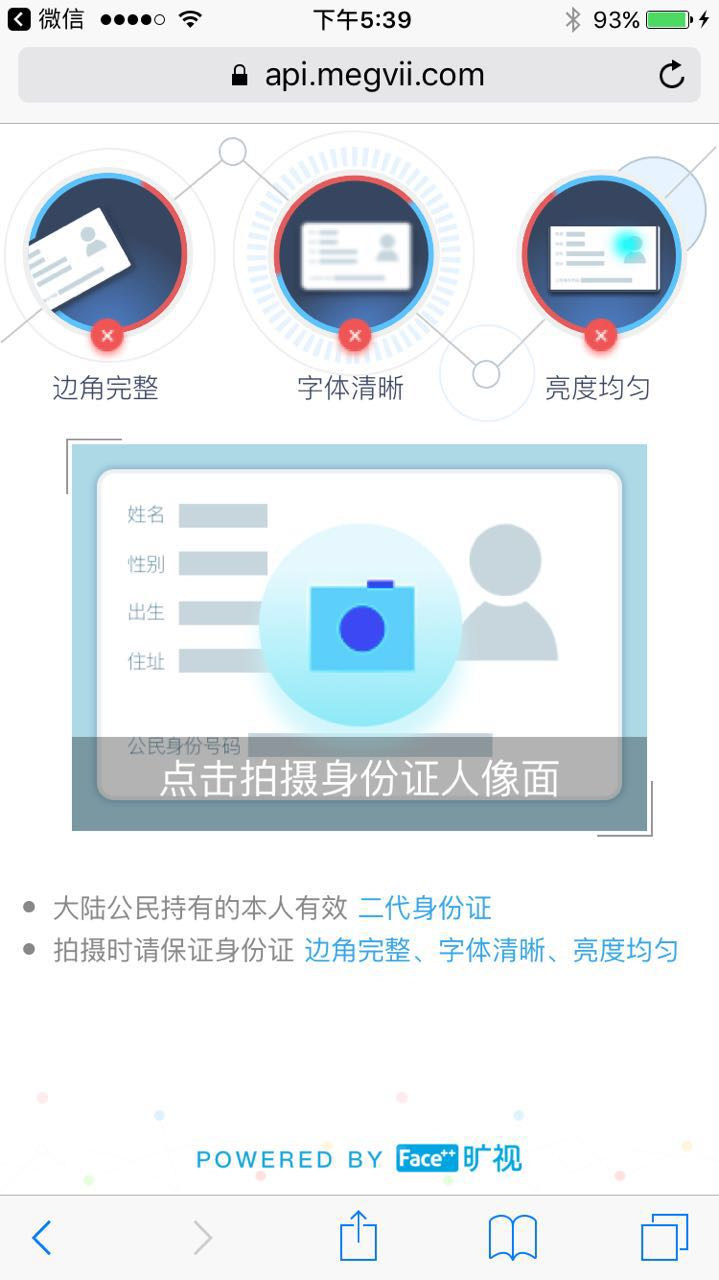 微信
下午5:39
93%
api.megvii.com
边角完整
字体清晰
亮度均匀
姓名
性别
出生
住址
公民身份号码
点击拍摄身份证人像面
大陆公民持有的本人有效 二代身份证
拍摄时请保证身份证 边角完整、字体清晰、亮度均匀
POWERED BY Face++ 旷视